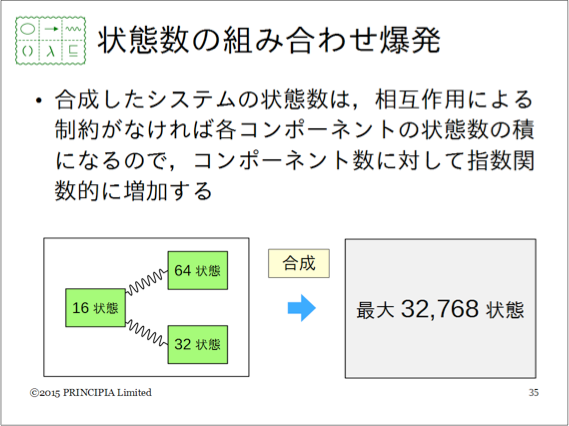 状態数の組み合わせ爆発
• 合成したシステムの状態数は，相互作用による
制約がなければ各コンポーネントの状態数の積
になるので，コンポーネント数に対して指数関
数的に増加する
64 状態
16 状態
32 状態
合成
最大 32,768 状態
©2015 PRINCIPIA Limited
35